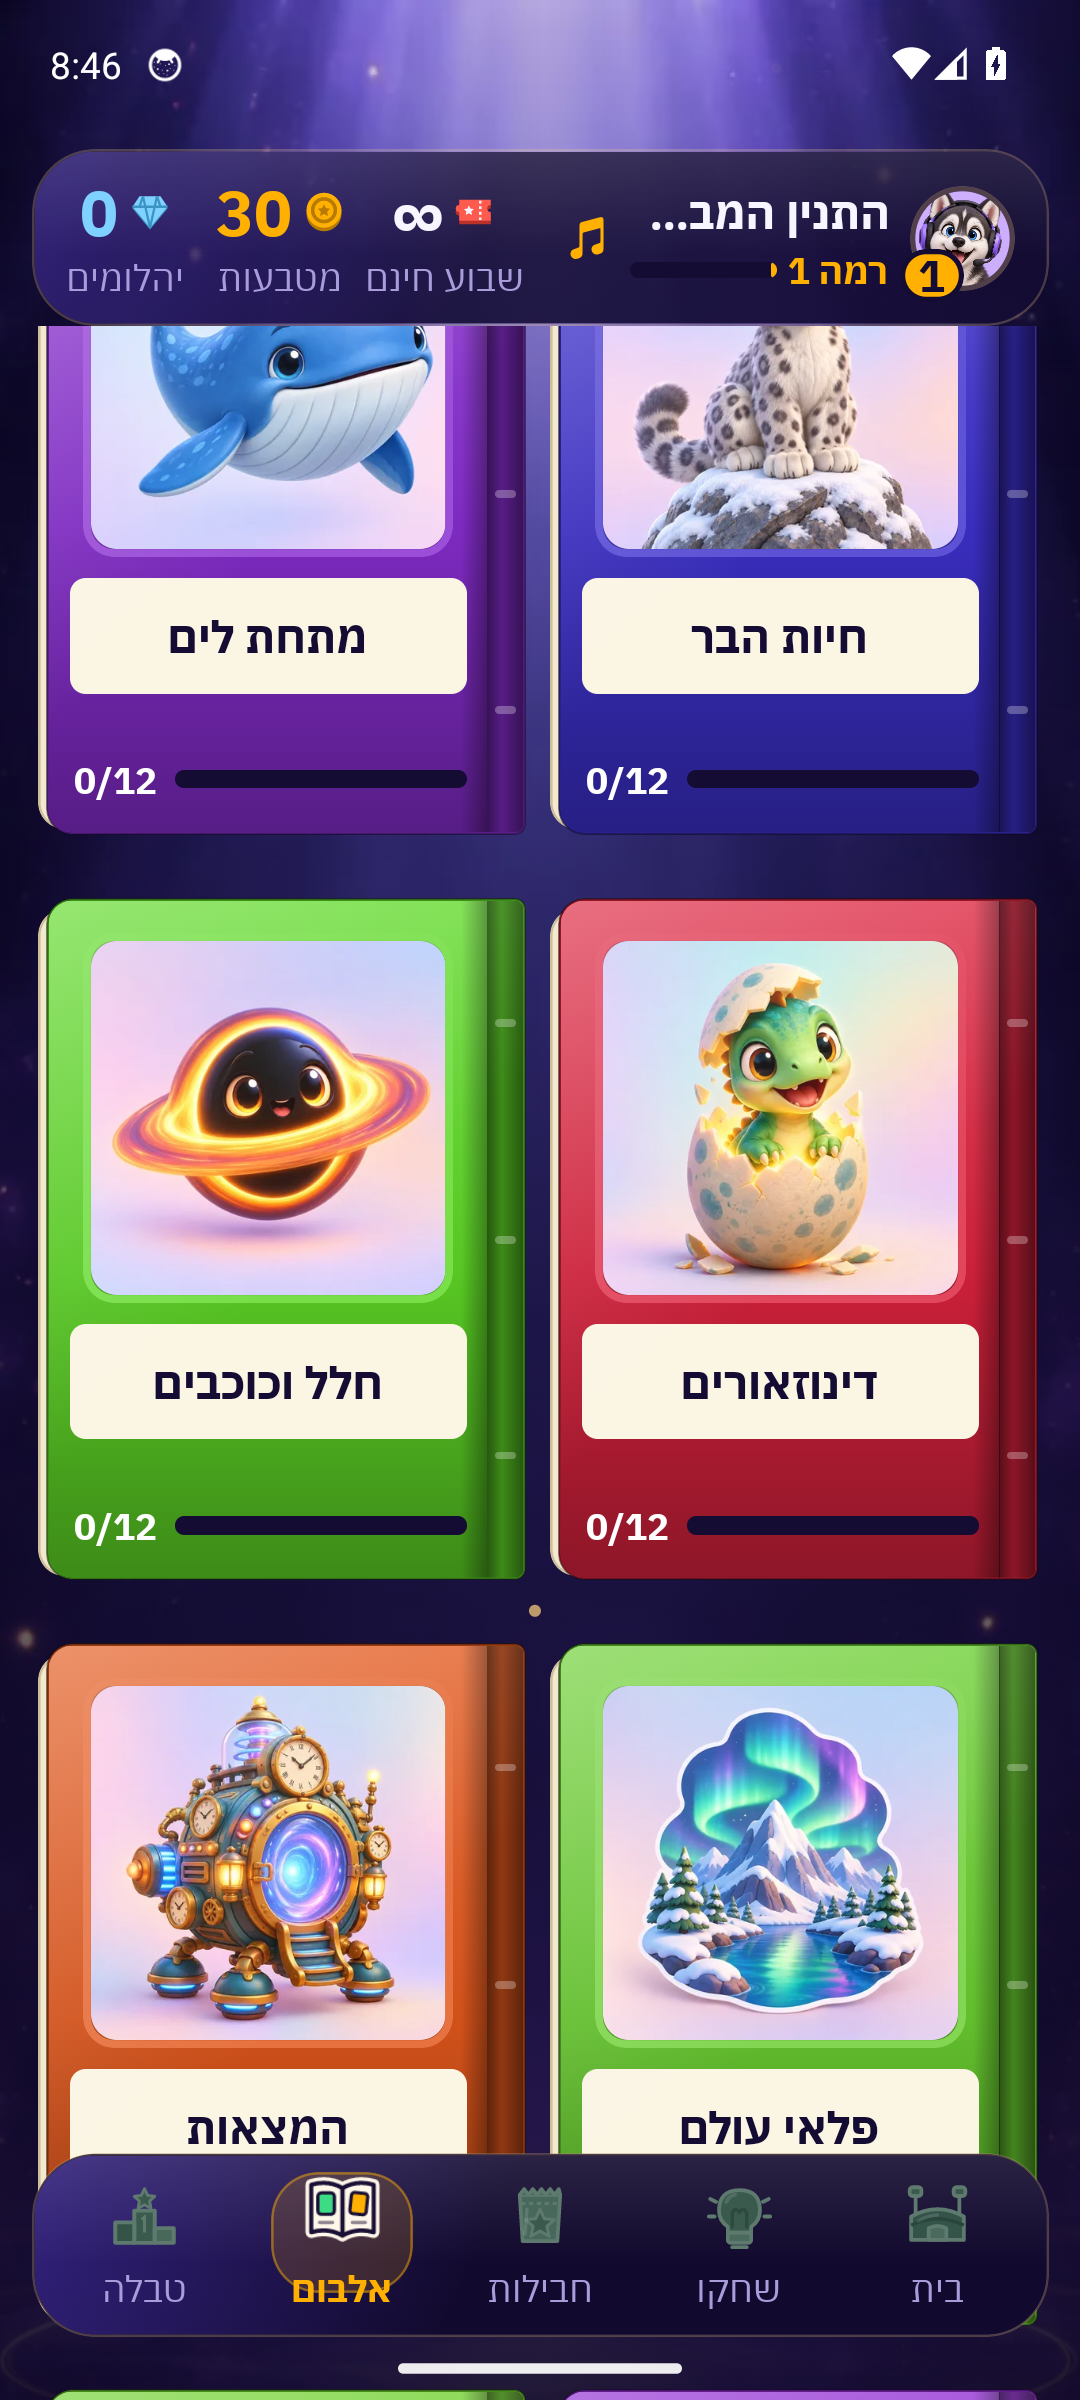 8:46
התנין המב...
רמה 1
1
∞
שבוע חינם
30
מטבעות
0
יהלומים
חיות הבר
0/12
מתחת לים
0/12
דינוזאורים
0/12
חלל וכוכבים
0/12
פלאי עולם
המצאות
בית
שחקו
חבילות
אלבום
1
טבלה